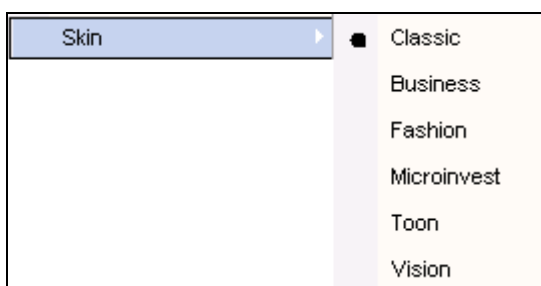 Skin
Classic
Business
Fashion
Microinvest
Toon
Vision